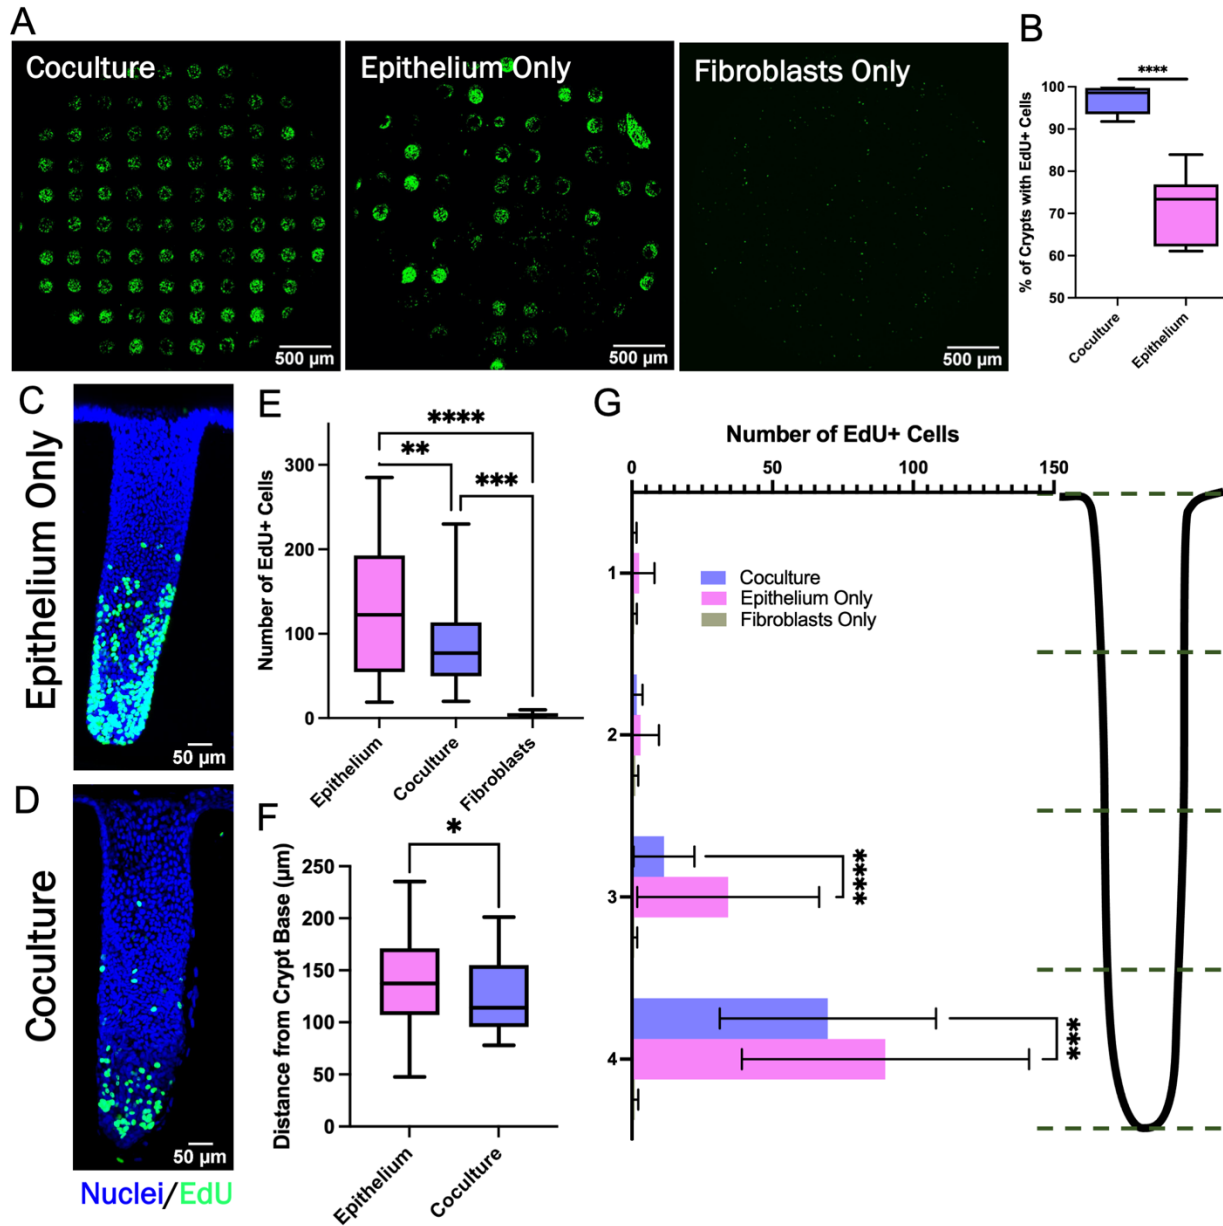 A
Coculture
500 µm
Epithelium Only
500 µm
Fibroblasts Only
500 µm
B
****
% of Crypts with EdU+ Cells
100
90
80
70
60
50
Coculture
Epithelium
C
Epithelium Only
50 µm
D
Coculture
50 µm
Nuclei/EdU
E
****
**
***
Number of EdU+ Cells
300
200
100
0
Epithelium
Coculture
Fibroblasts
F
*
Distance from Crypt Base (µm)
250
200
150
100
50
0
Epithelium
Coculture
G
Number of EdU+ Cells
0
50
100
150
1
2
3
4
Coculture
Epithelium Only
Fibroblasts Only
****
***